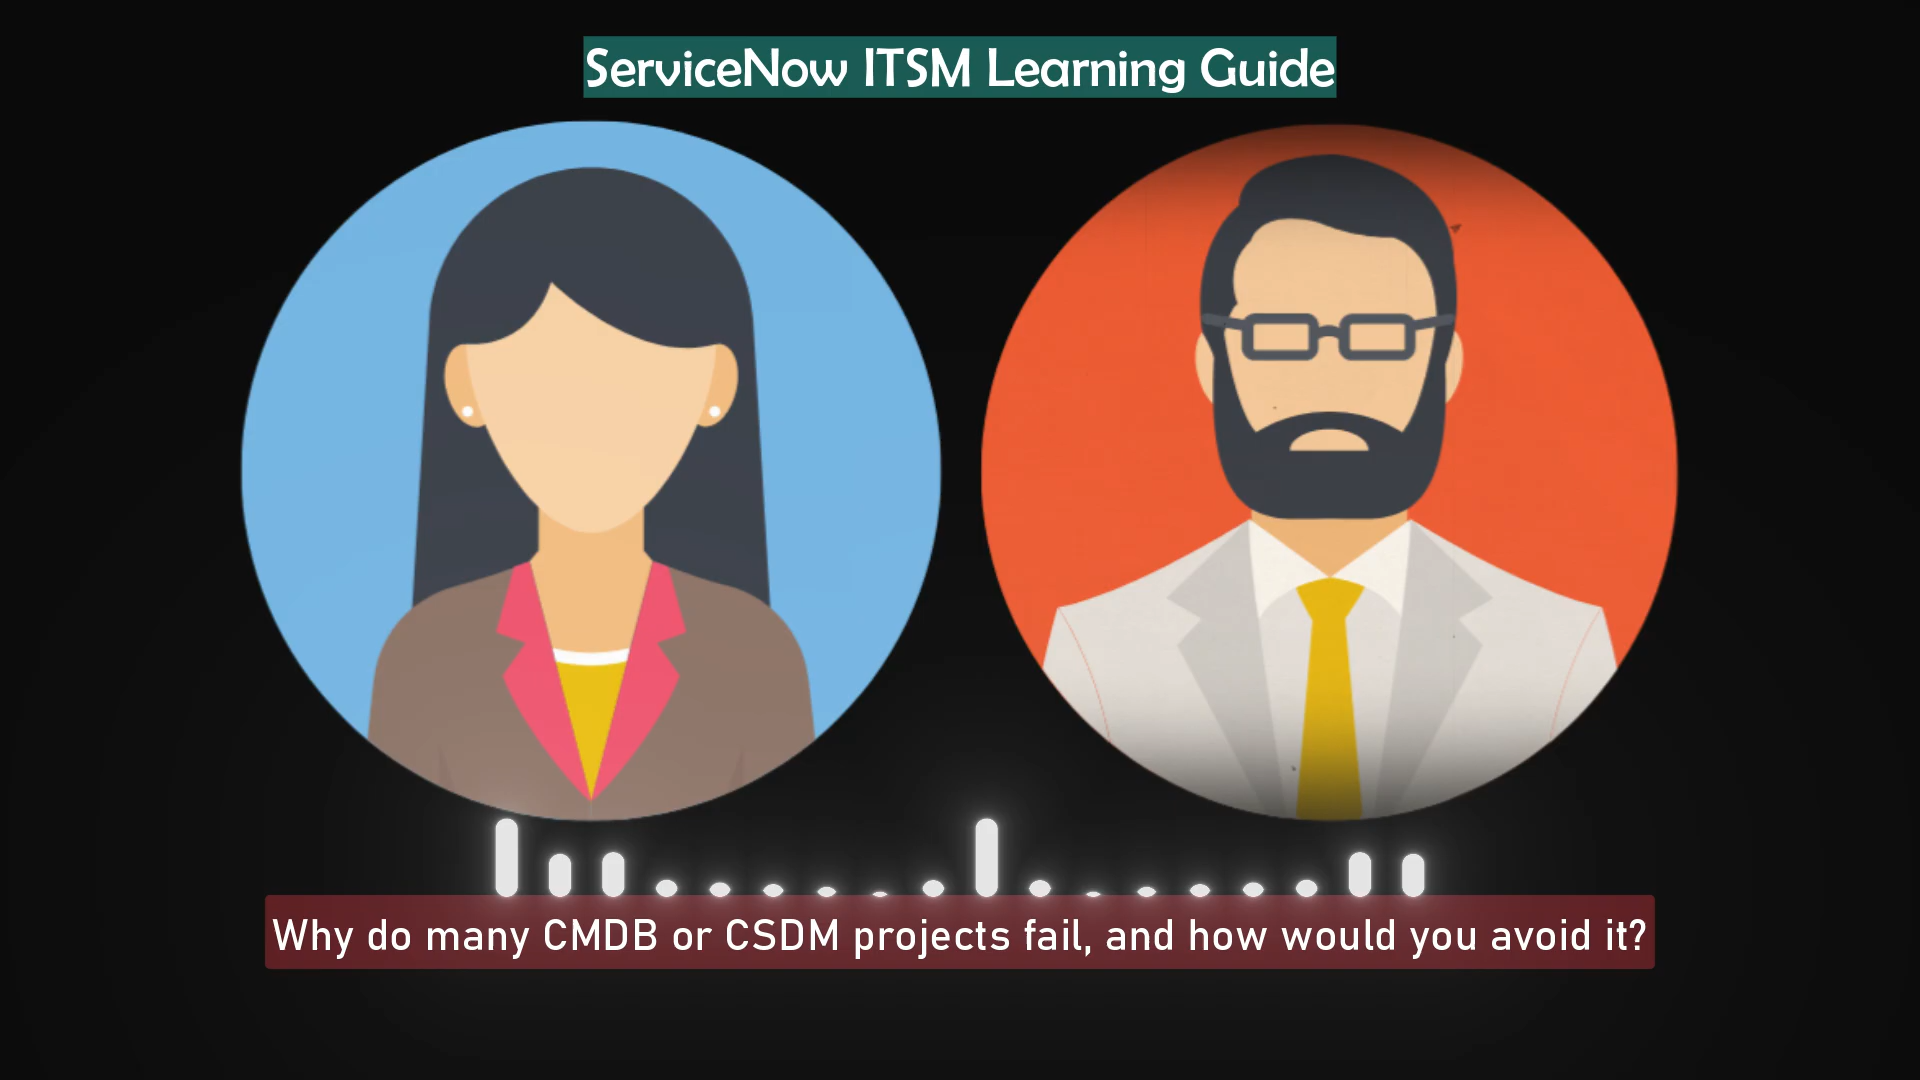 ServiceNow ITSM Learning Guide
Why do many CMDB or CSDM projects fail, and how would you avoid it?